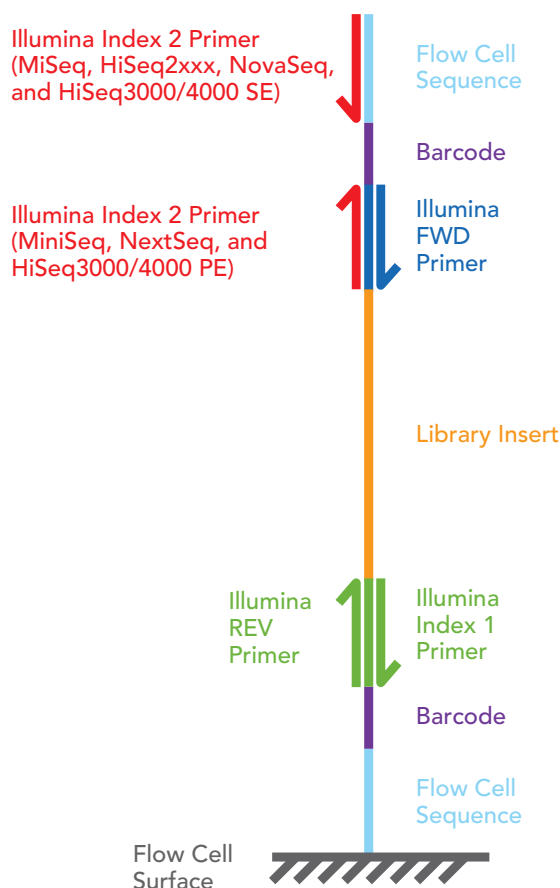 Illumina Index 2 Primer
(MiSeq, HiSeq2xxx, NovaSeq,
and HiSeq3000/4000 SE)
Flow Cell
Sequence
Barcode
Illumina Index 2 Primer
(MiniSeq, NextSeq, and
HiSeq3000/4000 PE)
Illumina
FWD
Primer
Library Insert
Illumina
REV
Primer
Illumina
Index 1
Primer
Barcode
Flow Cell
Sequence
Flow Cell
Surface